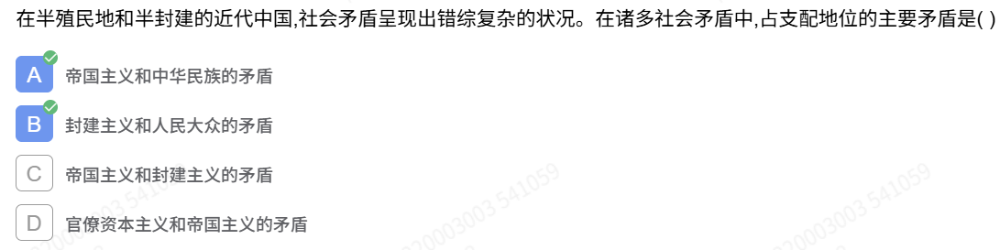 在半殖民地和半封建的近代中国,社会矛盾呈现出错综复杂的状况。在诸多社会矛盾中,占支配地位的主要矛盾是( )
A 帝国主义和中华民族的矛盾
B 封建主义和人民大众的矛盾
C 帝国主义和封建主义的矛盾
D 官僚资本主义和帝国主义的矛盾
20003003 541059
20003003 541059